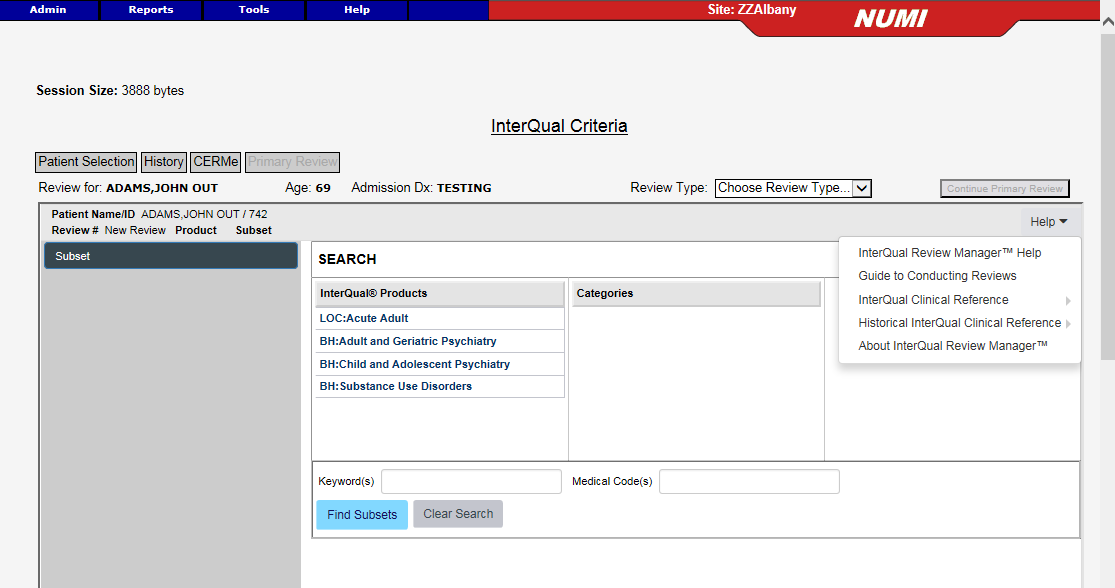 Admin Reports Tools Help Site: ZZAlbany NUMI
Session Size: 3888 bytes
InterQual Criteria
Patient Selection History CERMe Primary Review
Review for: ADAMS,JOHN OUT Age: 69 Admission Dx: TESTING Review Type: Choose Review Type... Continue Primary Review
Patient Name/ID ADAMS,JOHN OUT / 742
Review # New Review Product Subset
Help
Subset
SEARCH
InterQual® Products
LOC:Acute Adult
BH:Adult and Geriatric Psychiatry
BH:Child and Adolescent Psychiatry
BH:Substance Use Disorders
Categories
InterQual Review Manager™ Help
Guide to Conducting Reviews
InterQual Clinical Reference
Historical InterQual Clinical Reference
About InterQual Review Manager™
Keyword(s) Medical Code(s)
Find Subsets Clear Search